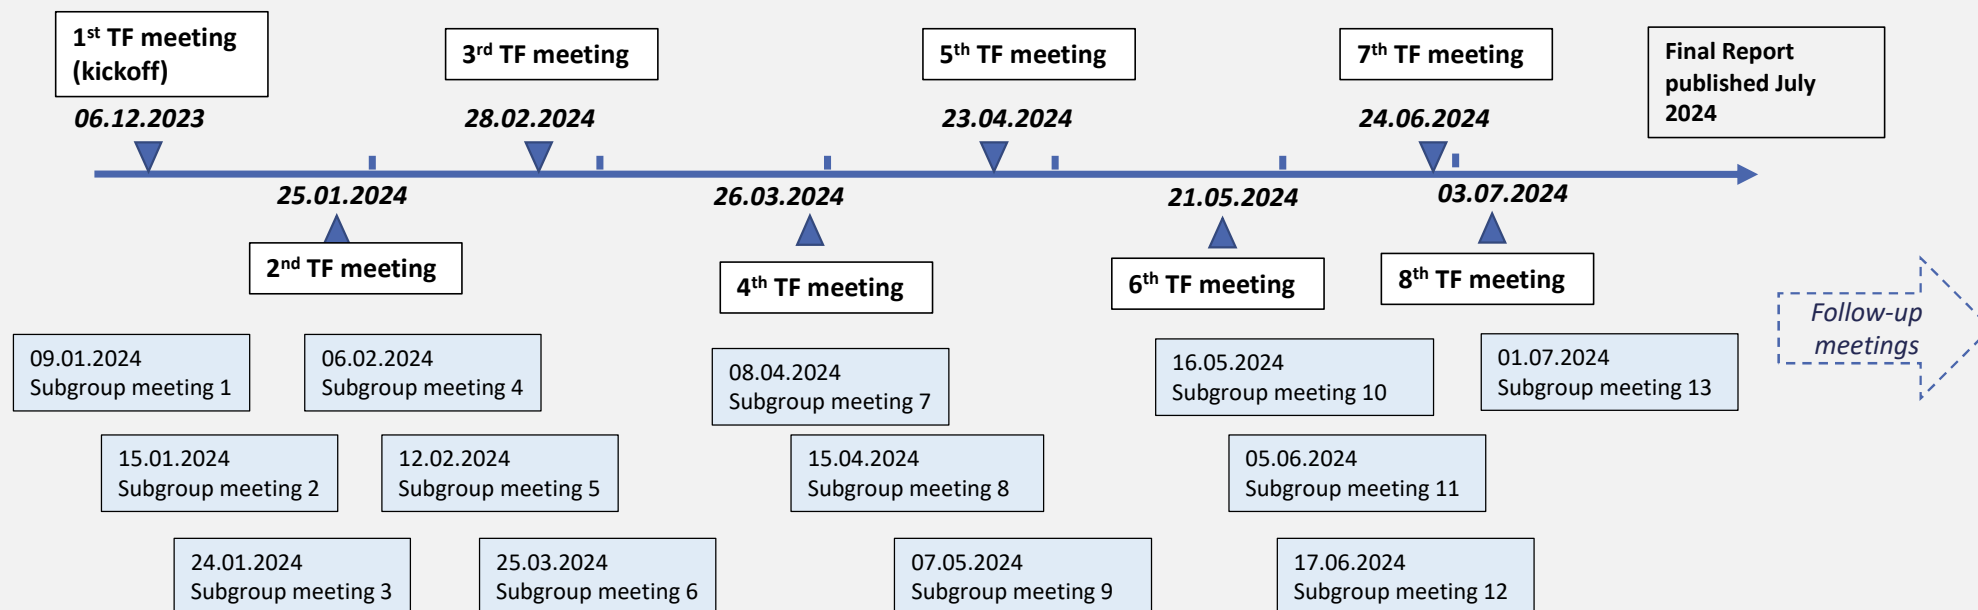 1st TF meeting
(kickoff)
06.12.2023
3rd TF meeting
28.02.2024
5th TF meeting
23.04.2024
7th TF meeting
24.06.2024
Final Report
published July
2024
25.01.2024
2nd TF meeting
26.03.2024
4th TF meeting
21.05.2024
6th TF meeting
03.07.2024
8th TF meeting
Follow-up
meetings
09.01.2024
Subgroup meeting 1
06.02.2024
Subgroup meeting 4
08.04.2024
Subgroup meeting 7
16.05.2024
Subgroup meeting 10
01.07.2024
Subgroup meeting 13
15.01.2024
Subgroup meeting 2
12.02.2024
Subgroup meeting 5
15.04.2024
Subgroup meeting 8
05.06.2024
Subgroup meeting 11
24.01.2024
Subgroup meeting 3
25.03.2024
Subgroup meeting 6
07.05.2024
Subgroup meeting 9
17.06.2024
Subgroup meeting 12